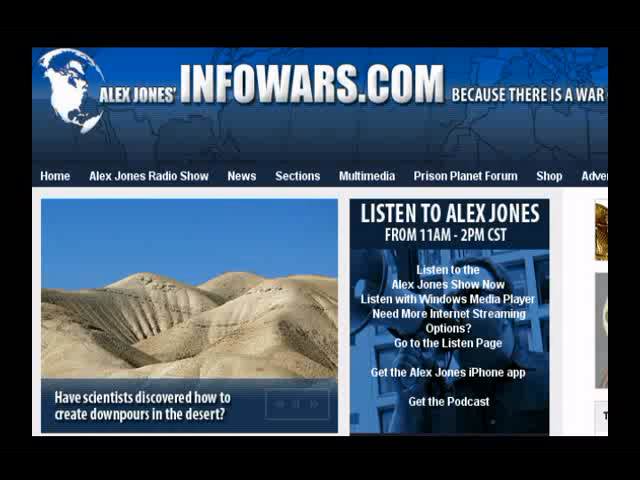 ALEX JONES' INFOWARS.COM BECAUSE THERE IS A WAR
Home Alex Jones Radio Show News Sections Multimedia Prison Planet Forum Shop Adver
LISTEN TO ALEX JONES
FROM 11AM - 2PM CST
Listen to the
Alex Jones Show Now
Listen with Windows Media Player
Need More Internet Streaming
Options?
Go to the Listen Page
Get the Alex Jones iPhone app
Get the Podcast
Have scientists discovered how to
create downpours in the desert?
T